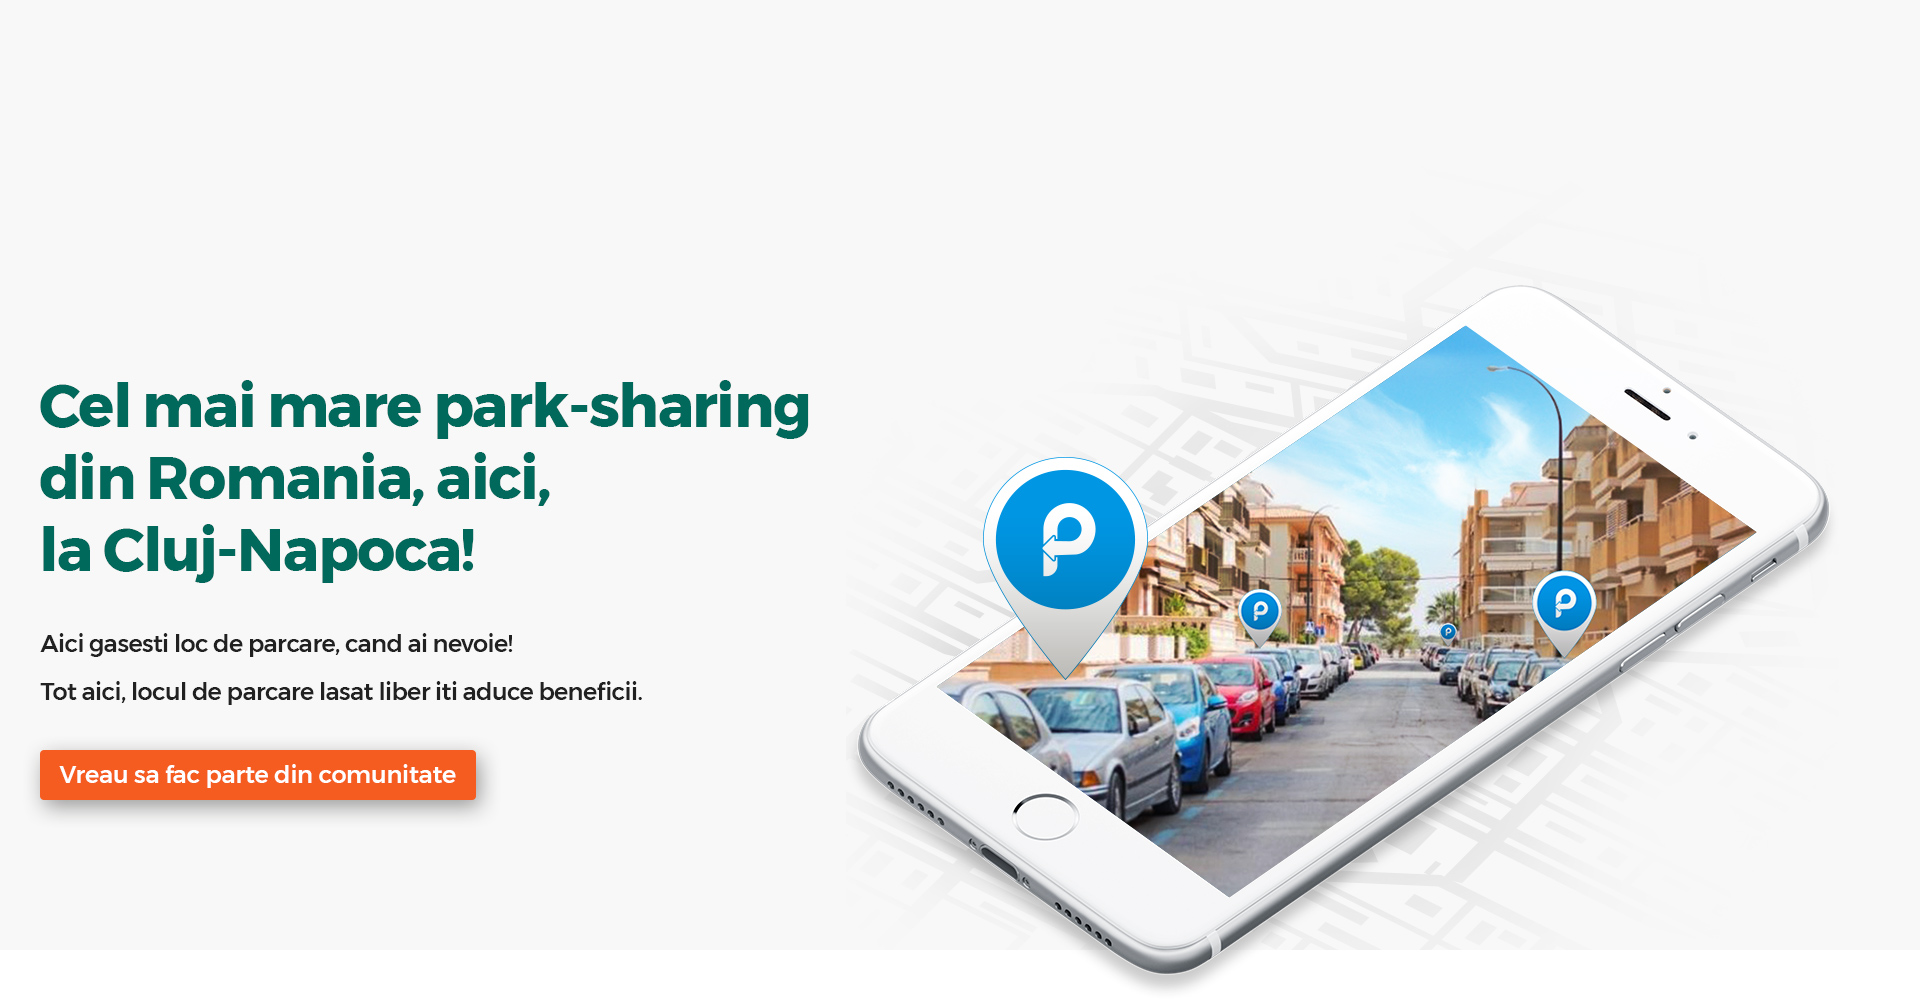 Cel mai mare park-sharing
din Romania, aici,
la Cluj-Napoca!
Aici gasesti loc de parcare, cand ai nevoie!
Tot aici, locul de parcare lasat liber iti aduce beneficii.
Vreau sa fac parte din comunitate
P
P
P
P